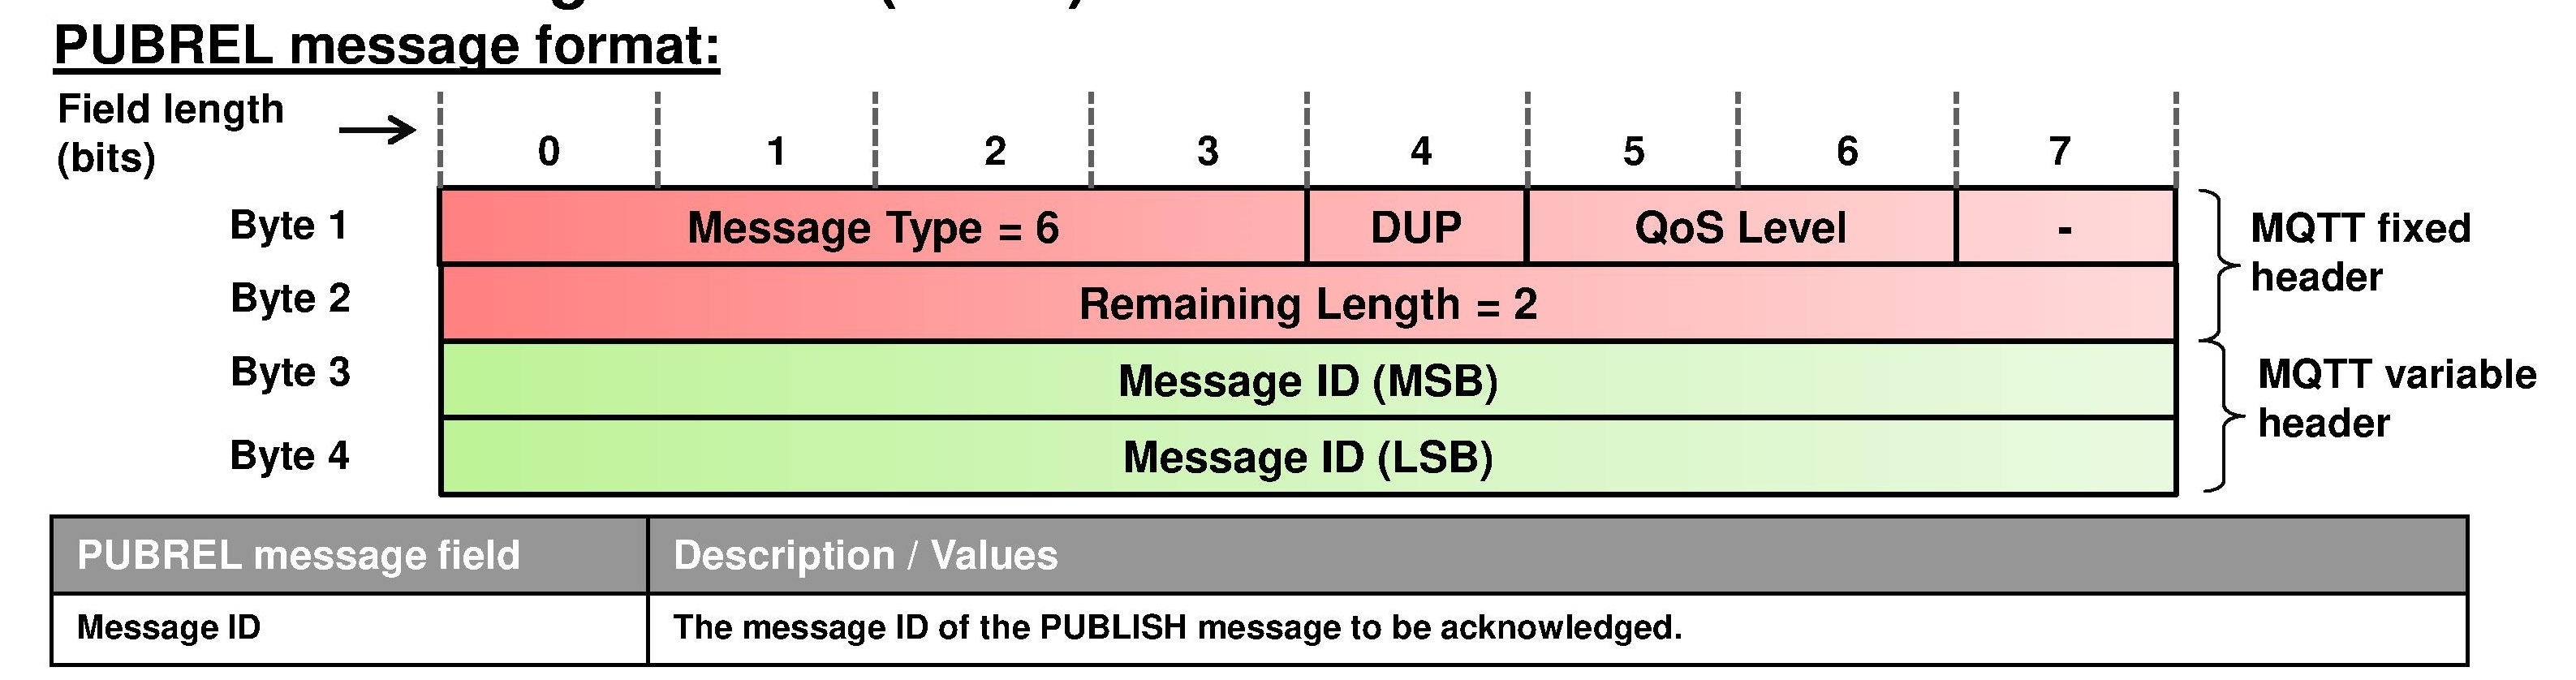 PUBREL message format:
Field length
(bits)
0 1 2 3 4 5 6 7
Byte 1 Message Type = 6 DUP QoS Level - MQTT fixed
header
Byte 2 Remaining Length = 2
Byte 3 Message ID (MSB) MQTT variable
header
Byte 4 Message ID (LSB)
PUBREL message field Description / Values
Message ID The message ID of the PUBLISH message to be acknowledged.